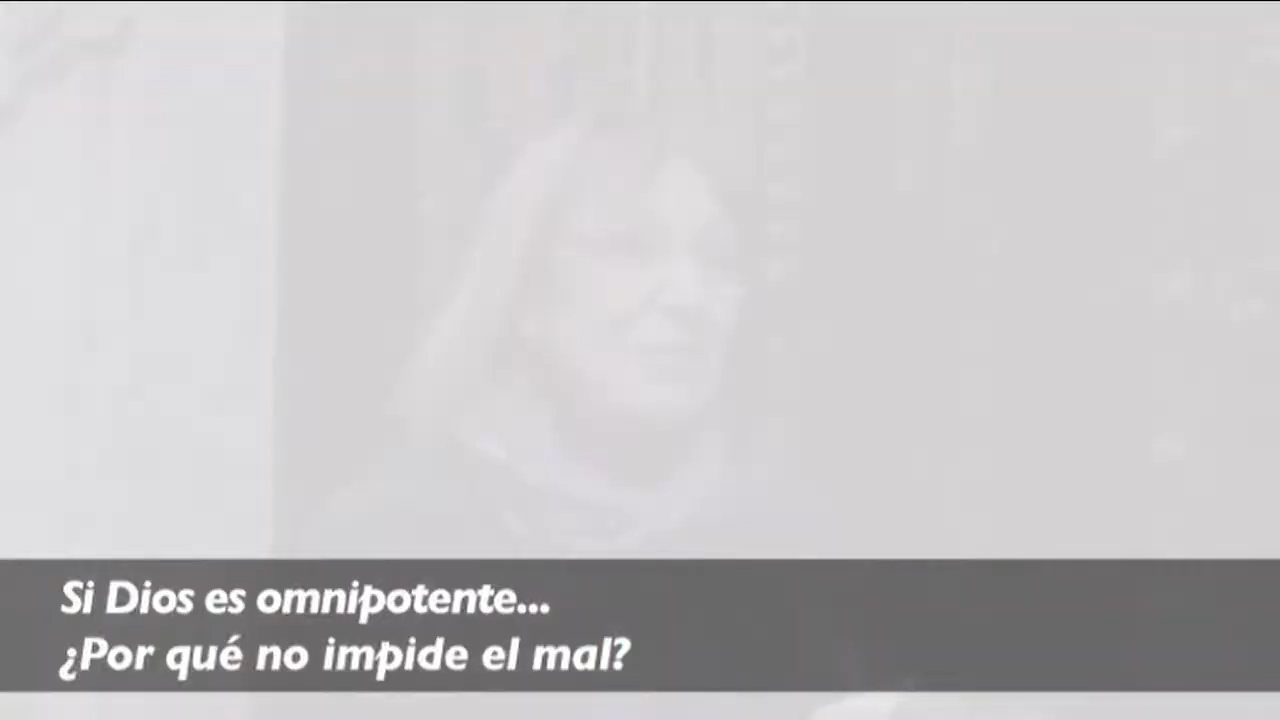 Si Dios es omnipotente...
¿Por qué no impide el mal?